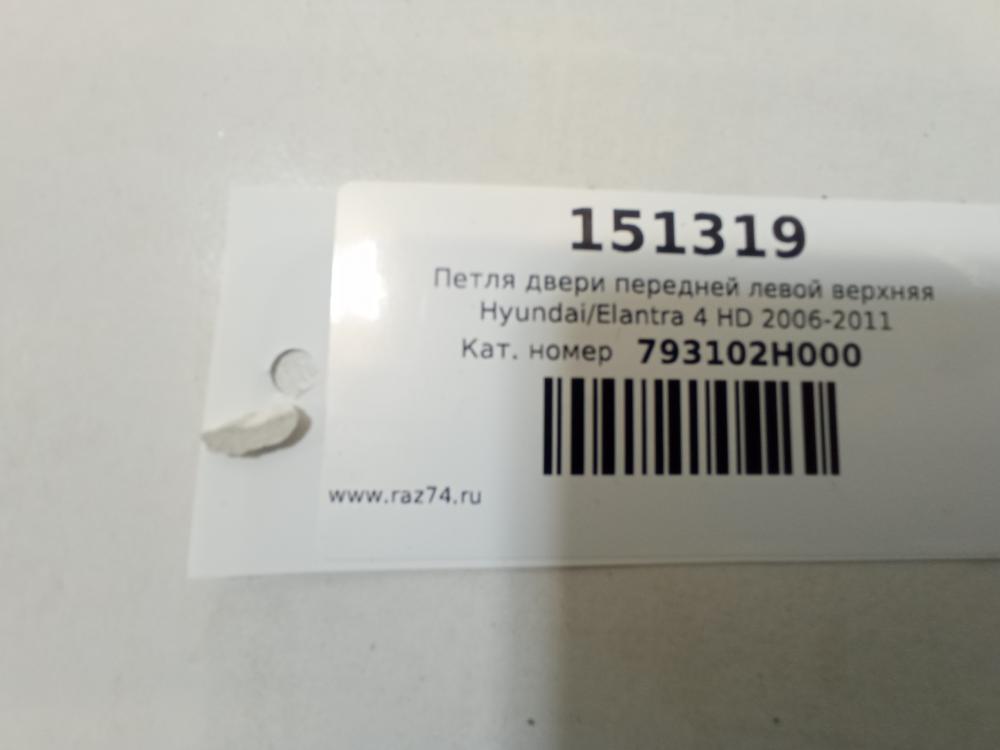 151319
Петля двери передней левой верхняя
Hyundai/Elantra 4 HD 2006-2011
Кат. номер 793102H000
www.raz74.ru